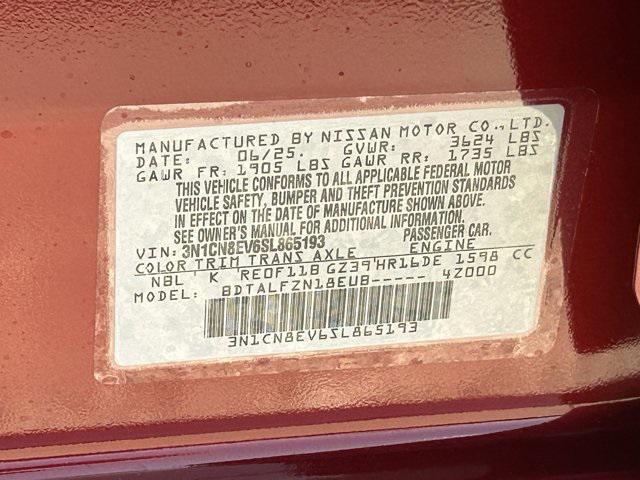 MANUFACTURED BY NISSAN MOTOR CO., LTD.
DATE: 06/25. GVWR: 3624 LBS
GAWR FR: 1905 LBS GAWR RR: 1735 LBS
THIS VEHICLE CONFORMS TO ALL APPLICABLE FEDERAL MOTOR
VEHICLE SAFETY, BUMPER AND THEFT PREVENTION STANDARDS
IN EFFECT ON THE DATE OF MANUFACTURE SHOWN ABOVE.
SEE OWNER'S MANUAL FOR ADDITIONAL INFORMATION.
VIN: 3N1CN8EV6SL865193 PASSENGER CAR.
COLOR TRIM TRANS AXLE ENGINE
NBL K RE0F11B GZ39 HR16DE 1598 CC
MODEL: BDTALFZN18EUB----- 4Z000
3N1CN8EV6SL865193